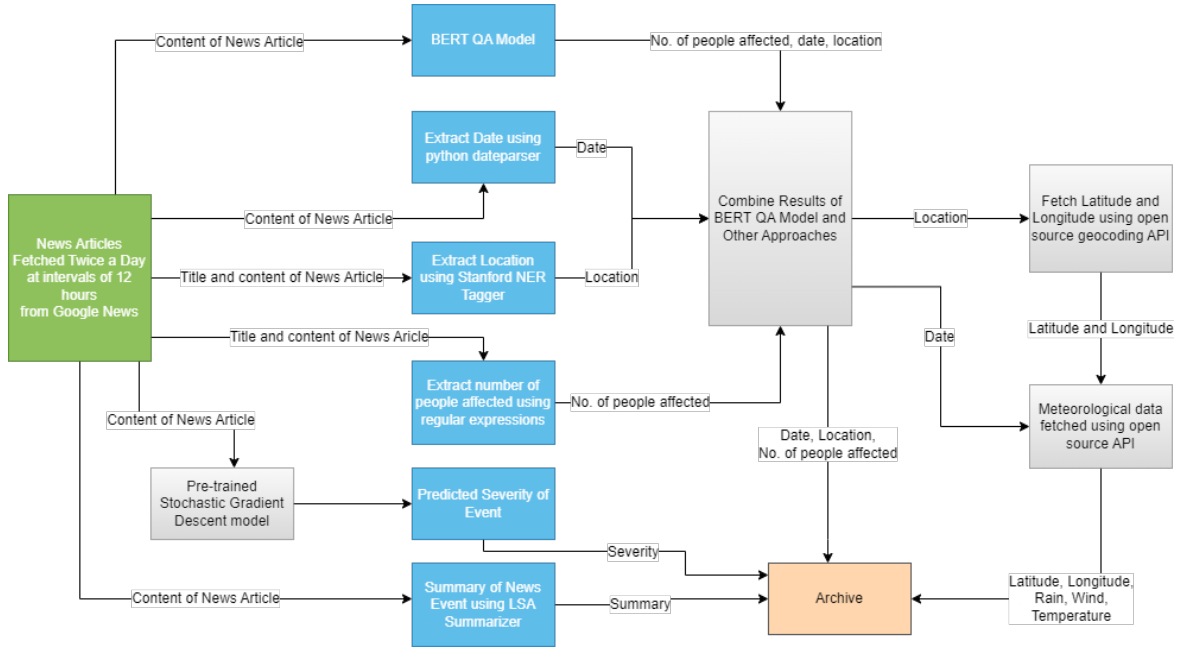 Content of News Article
BERT QA Model
No. of people affected, date, location
Extract Date using
python dateparser
Date
Content of News Article
News Articles
Fetched Twice a Day
at intervals of 12
hours
from Google News
Title and content of News Article
Extract Location
using Stanford NER
Tagger
Location
Combine Results of
BERT QA Model and
Other Approaches
Location
Fetch Latitude and
Longitude using open
source geocoding API
Title and content of News Aricle
Extract number of
people affected using
regular expressions
No. of people affected
Date
Latitude and Longitude
Meteorological data
fetched using open
source API
Content of News Article
Pre-trained
Stochastic Gradient
Descent model
Predicted Severity of
Event
Date, Location,
No. of people affected
Severity
Content of News Article
Summary of News
Event using LSA
Summarizer
Summary
Archive
Latitude, Longitude,
Rain, Wind,
Temperature